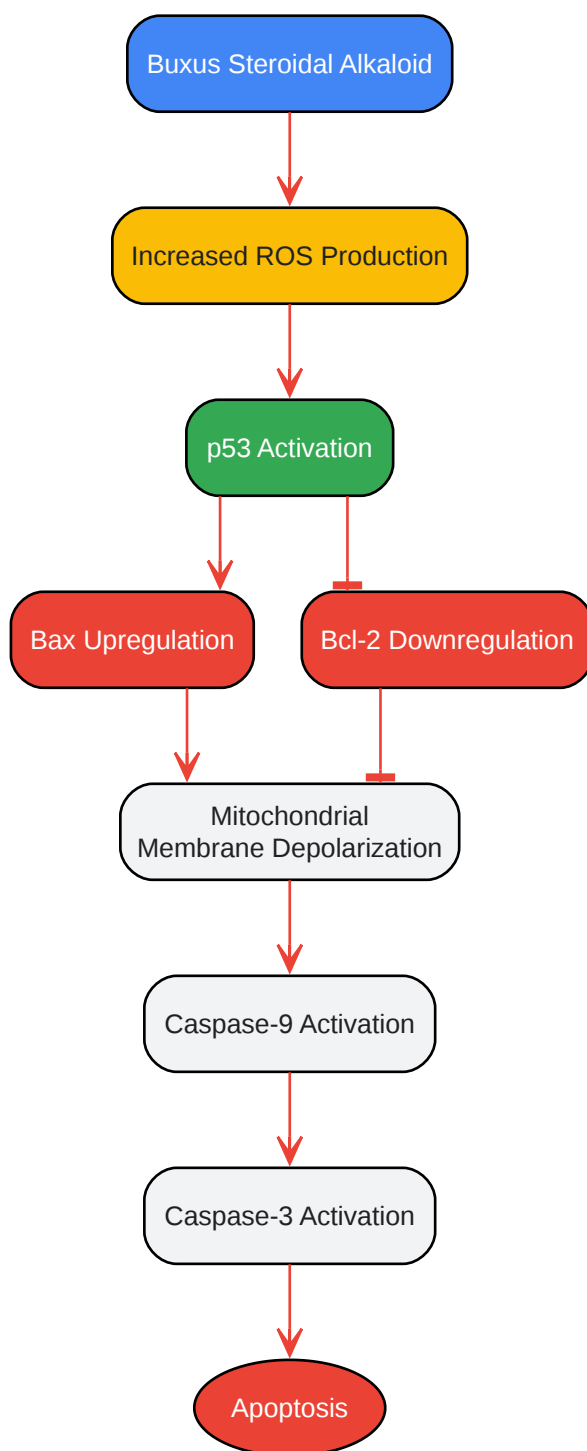 Buxus Steroidal Alkaloid
Increased ROS Production
p53 Activation
Bax Upregulation
Bcl-2 Downregulation
Mitochondrial
Membrane Depolarization
Caspase-9 Activation
Caspase-3 Activation
Apoptosis